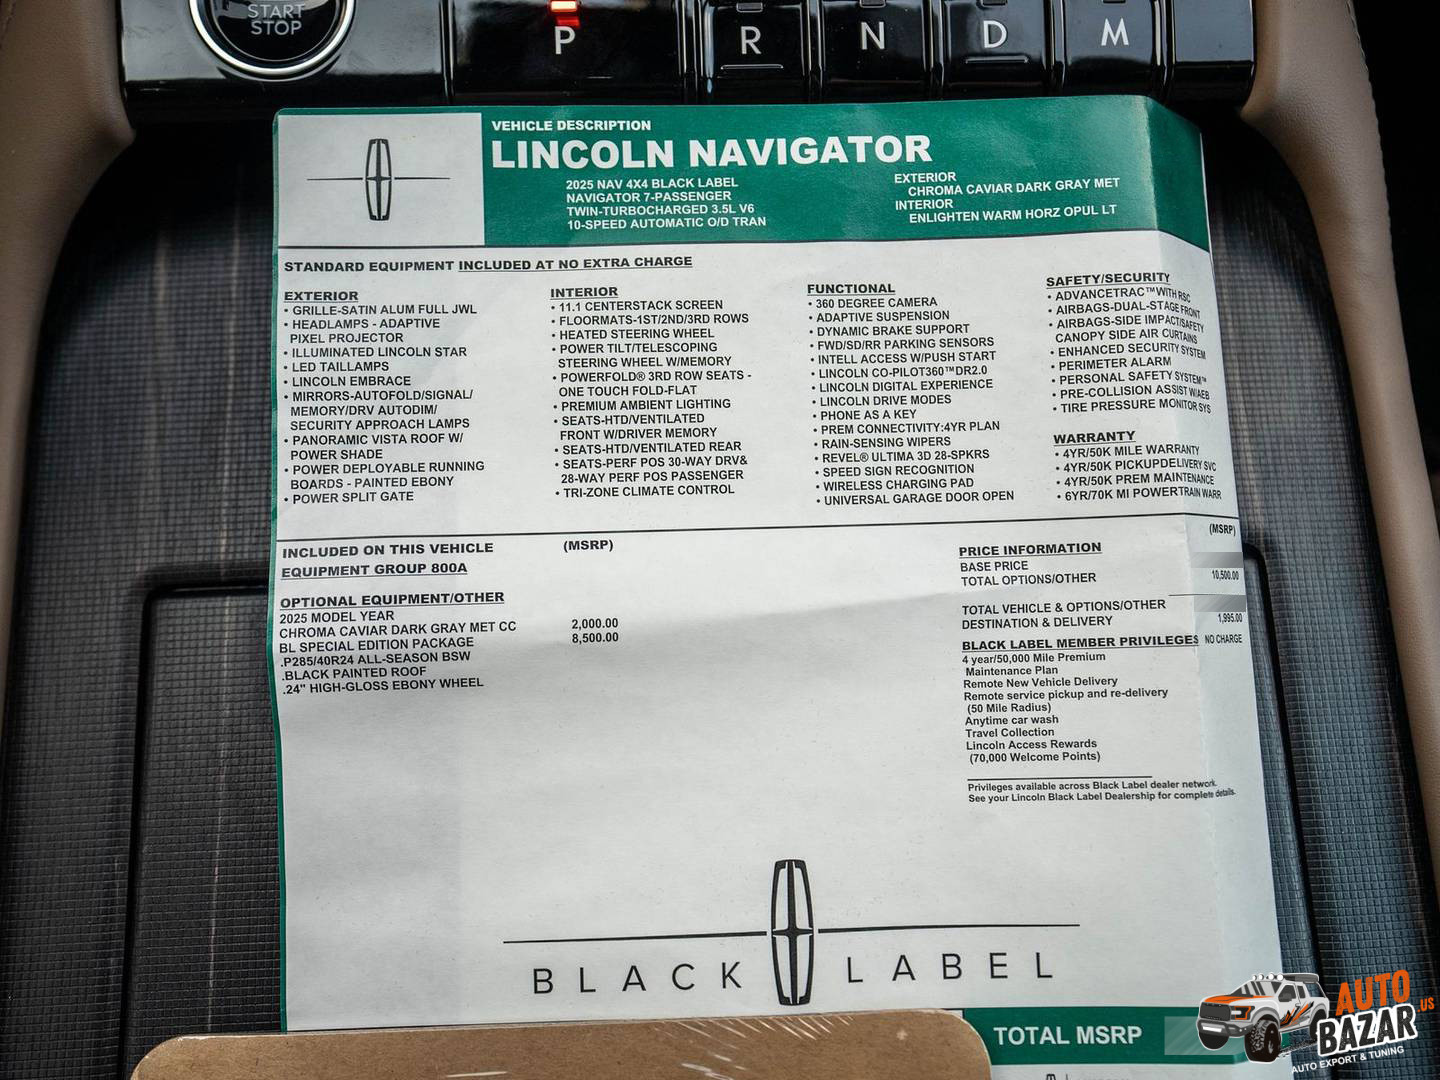 START
STOP
P
R
N
D
M
VEHICLE DESCRIPTION
LINCOLN NAVIGATOR
2025 NAV 4X4 BLACK LABEL
NAVIGATOR 7-PASSENGER
TWIN-TURBOCHARGED 3.5L V6
10-SPEED AUTOMATIC O/D TRAN
EXTERIOR
CHROMA CAVIAR DARK GRAY MET
INTERIOR
ENLIGHTEN WARM HORZ OPUL LT
STANDARD EQUIPMENT INCLUDED AT NO EXTRA CHARGE
EXTERIOR
• GRILLE-SATIN ALUM FULL JWL
• HEADLAMPS - ADAPTIVE
PIXEL PROJECTOR
• ILLUMINATED LINCOLN STAR
• LED TAILLAMPS
• LINCOLN EMBRACE
• MIRRORS-AUTOFOLD/SIGNAL/
MEMORY/DRV AUTODIM/
SECURITY APPROACH LAMPS
• PANORAMIC VISTA ROOF W/
POWER SHADE
• POWER DEPLOYABLE RUNNING
BOARDS - PAINTED EBONY
• POWER SPLIT GATE
INTERIOR
• 11.1 CENTERSTACK SCREEN
• FLOORMATS-1ST/2ND/3RD ROWS
• HEATED STEERING WHEEL
• POWER TILT/TELESCOPING
STEERING WHEEL W/MEMORY
• POWERFOLD® 3RD ROW SEATS -
ONE TOUCH FOLD-FLAT
• PREMIUM AMBIENT LIGHTING
• SEATS-HTD/VENTILATED
FRONT W/DRIVER MEMORY
• SEATS-HTD/VENTILATED REAR
• SEATS-PERF POS 30-WAY DRV&
28-WAY PERF POS PASSENGER
• TRI-ZONE CLIMATE CONTROL
FUNCTIONAL
• 360 DEGREE CAMERA
• ADAPTIVE SUSPENSION
• DYNAMIC BRAKE SUPPORT
• FWD/SD/RR PARKING SENSORS
• INTELL ACCESS W/PUSH START
• LINCOLN CO-PILOT360™DR2.0
• LINCOLN DIGITAL EXPERIENCE
• LINCOLN DRIVE MODES
• PHONE AS A KEY
• PREM CONNECTIVITY:4YR PLAN
• RAIN-SENSING WIPERS
• REVEL® ULTIMA 3D 28-SPKRS
• SPEED SIGN RECOGNITION
• WIRELESS CHARGING PAD
• UNIVERSAL GARAGE DOOR OPEN
SAFETY/SECURITY
• ADVANCETRAC™WITH RSC
• AIRBAGS-DUAL-STAGE FRONT
• AIRBAGS-SIDE IMPACT/SAFETY
CANOPY SIDE AIR CURTAINS
• ENHANCED SECURITY SYSTEM
• PERIMETER ALARM
• PERSONAL SAFETY SYSTEM™
• PRE-COLLISION ASSIST W/AEB
• TIRE PRESSURE MONITOR SYS
WARRANTY
• 4YR/50K MILE WARRANTY
• 4YR/50K PICKUPDELIVERY SVC
• 4YR/50K PREM MAINTENANCE
• 6YR/70K MI POWERTRAIN WARR
INCLUDED ON THIS VEHICLE (MSRP)
EQUIPMENT GROUP 800A
OPTIONAL EQUIPMENT/OTHER
2025 MODEL YEAR
CHROMA CAVIAR DARK GRAY MET CC 2,000.00
BL SPECIAL EDITION PACKAGE 8,500.00
.P285/40R24 ALL-SEASON BSW
.BLACK PAINTED ROOF
.24" HIGH-GLOSS EBONY WHEEL
(MSRP)
PRICE INFORMATION
BASE PRICE
TOTAL OPTIONS/OTHER 10,500.00
TOTAL VEHICLE & OPTIONS/OTHER
DESTINATION & DELIVERY 1,995.00
BLACK LABEL MEMBER PRIVILEGES NO CHARGE
4 year/50,000 Mile Premium
Maintenance Plan
Remote New Vehicle Delivery
Remote service pickup and re-delivery
(50 Mile Radius)
Anytime car wash
Travel Collection
Lincoln Access Rewards
(70,000 Welcome Points)
Privileges available across Black Label dealer network.
See your Lincoln Black Label Dealership for complete details.
BLACK LABEL
TOTAL MSRP
AUTO
BAZAR.US
AUTO EXPORT & TUNING